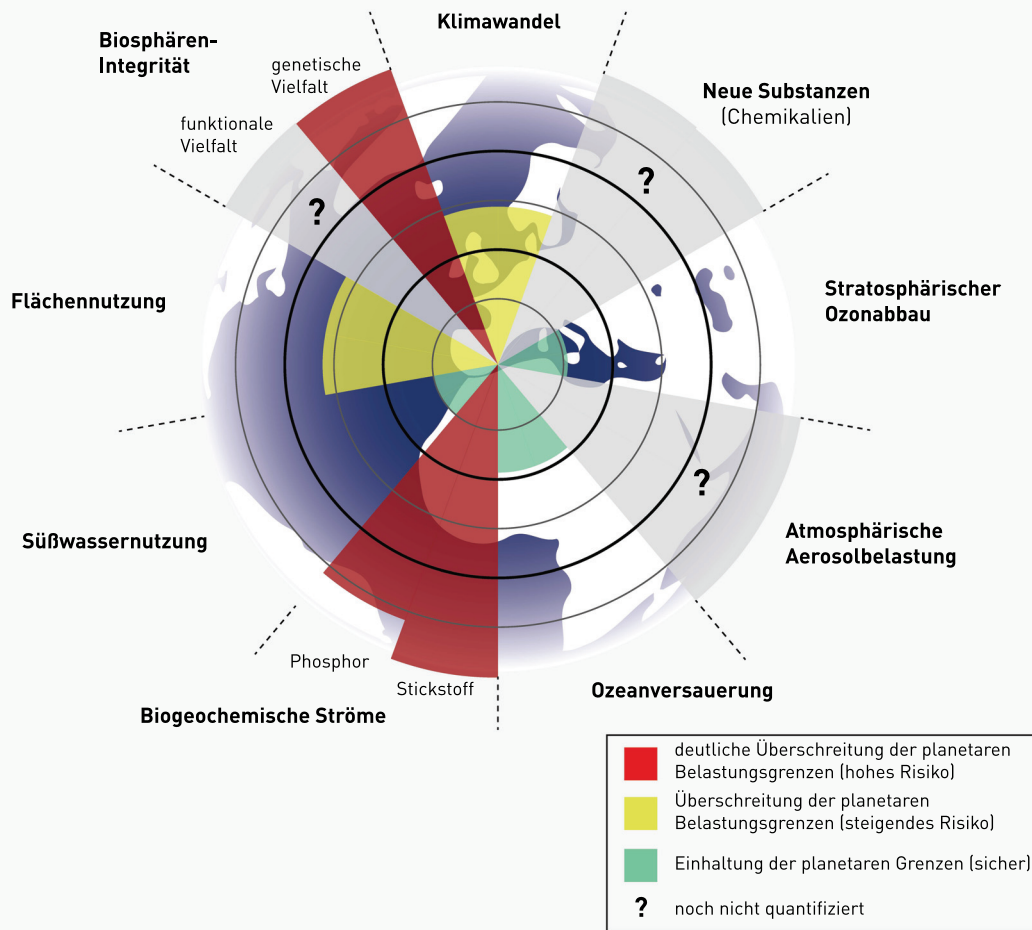 Klimawandel
Biosphären-
Integrität
genetische
Vielfalt
funktionale
Vielfalt
Neue Substanzen
(Chemikalien)
?
?
Flächennutzung
Stratosphärischer
Ozonabbau
?
Süßwassernutzung
Atmosphärische
Aerosolbelastung
Phosphor
Stickstoff
Biogeochemische Ströme
Ozeanversauerung
deutliche Überschreitung der planetaren
Belastungsgrenzen (hohes Risiko)
Überschreitung der planetaren
Belastungsgrenzen (steigendes Risiko)
Einhaltung der planetaren Grenzen (sicher)
? noch nicht quantifiziert